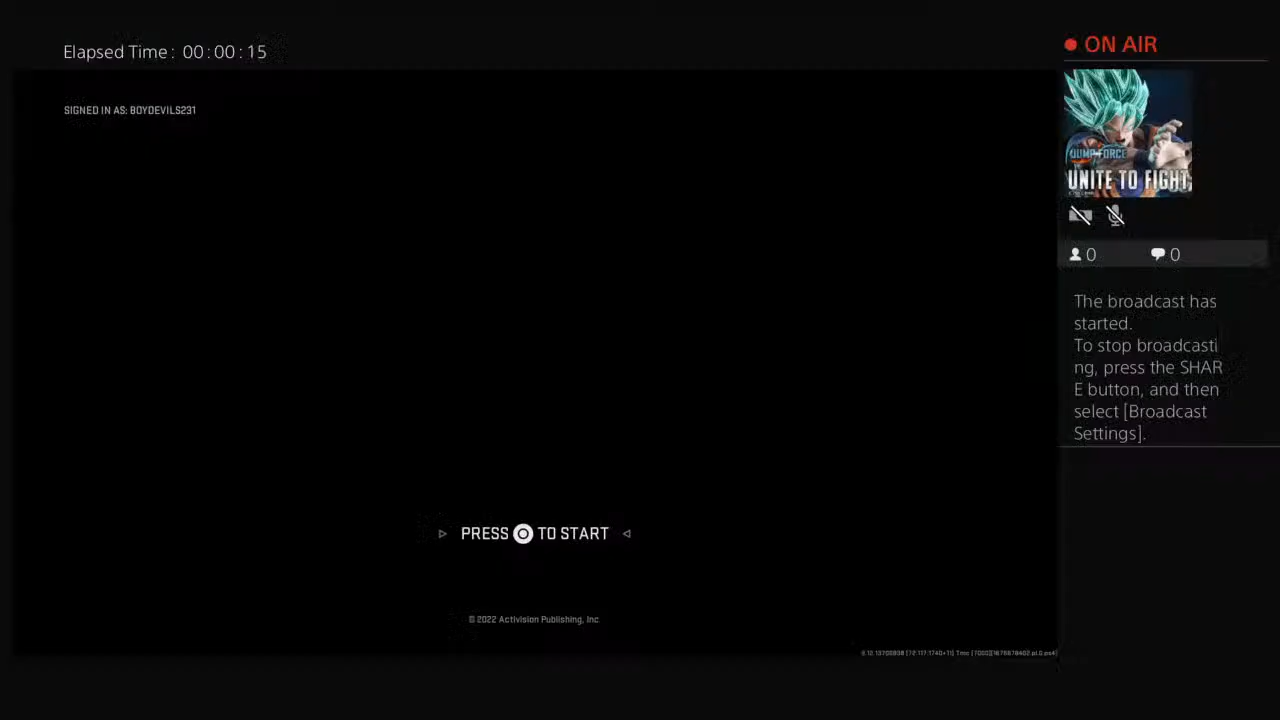 Elapsed Time: 00:00:15
ON AIR
SIGNED IN AS: BOYDEVILS231
JUMP FORCE
UNITE TO FIGHT
0 0
The broadcast has
started.
To stop broadcasti
ng, press the SHAR
E button, and then
select [Broadcast
Settings].
PRESS TO START
© 2022 Activision Publishing, Inc.